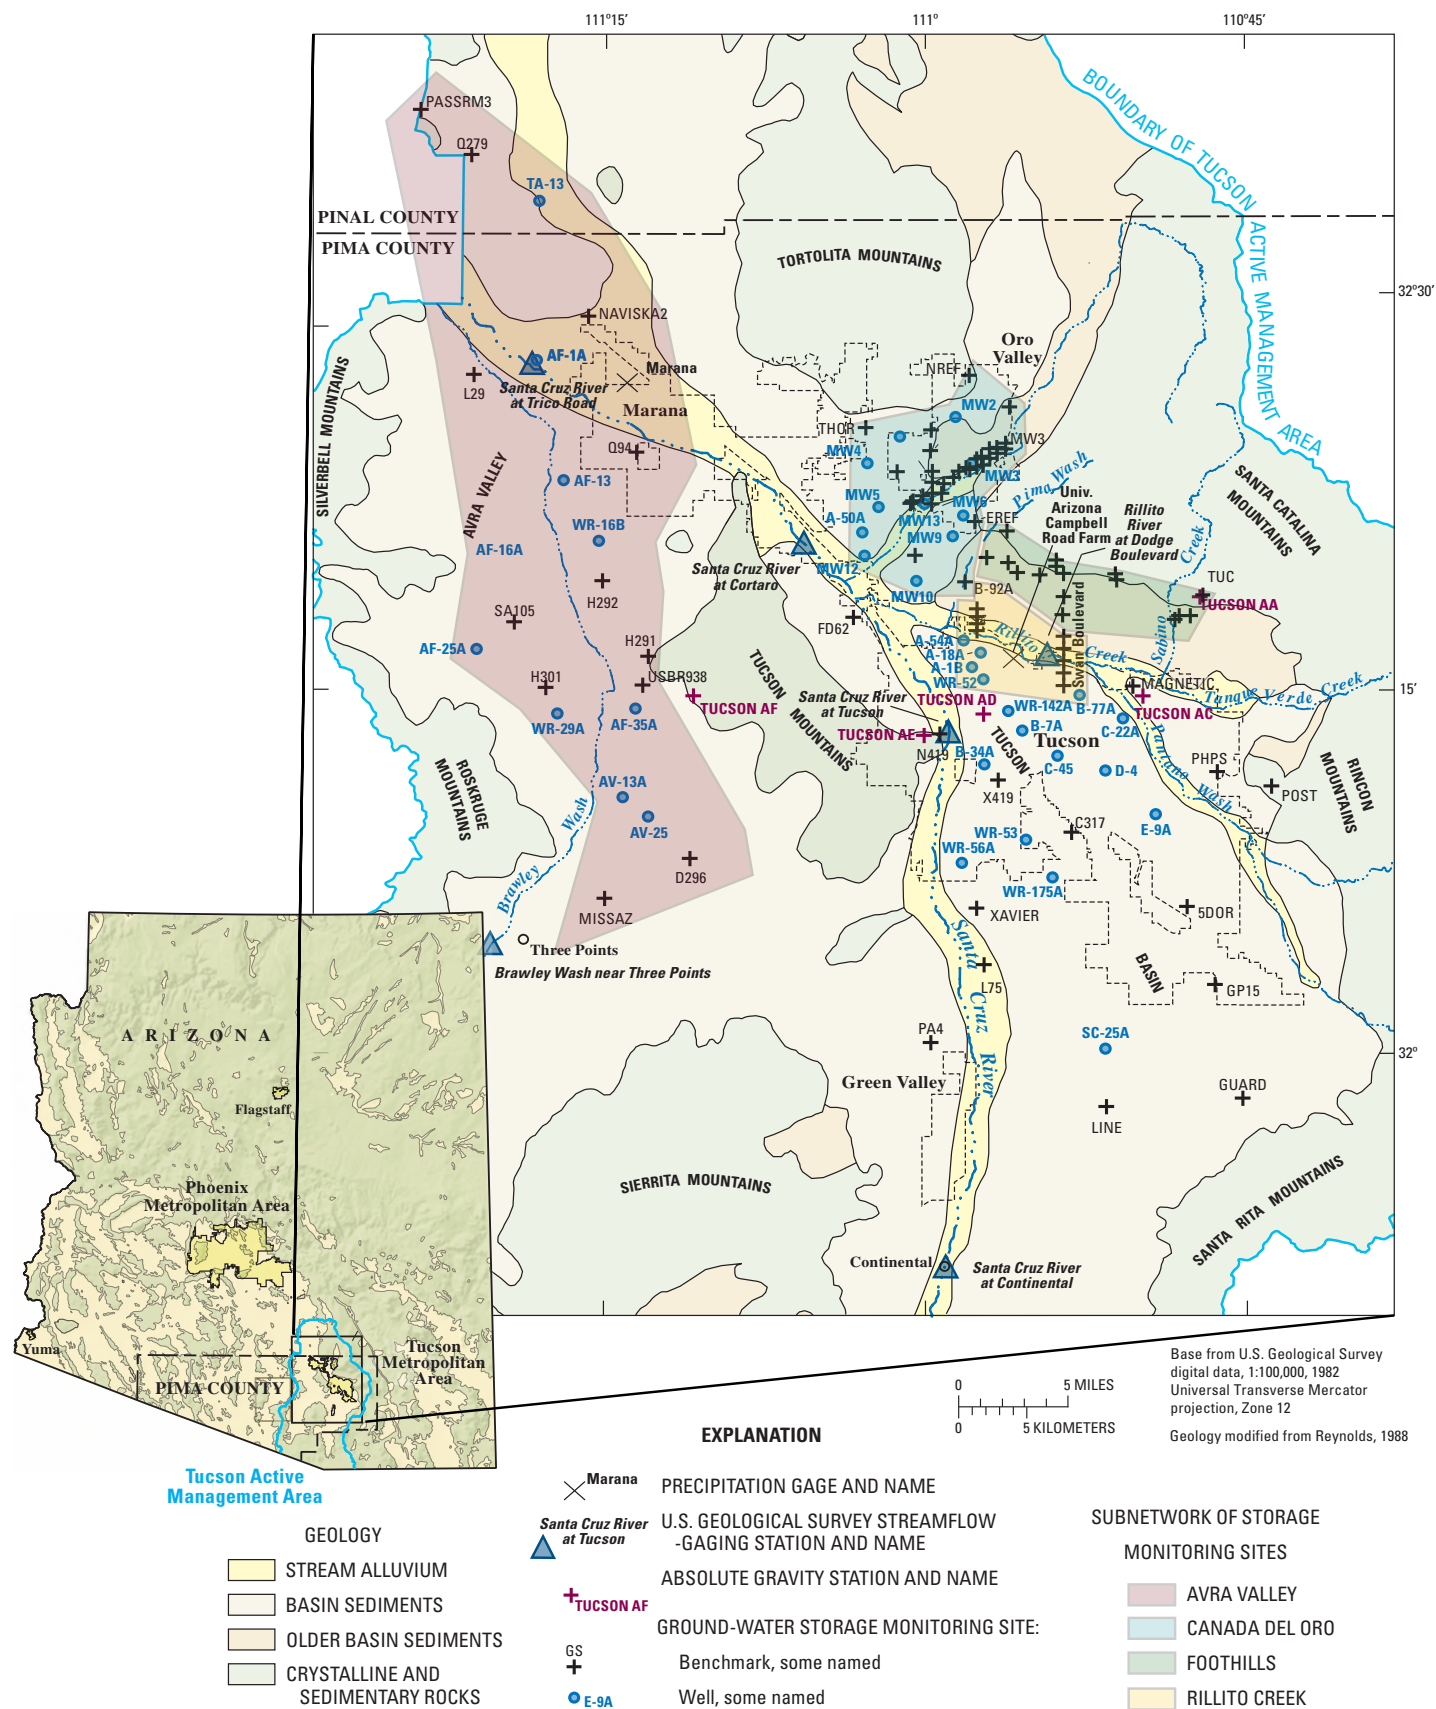 111°15′
111°
110°45′
BOUNDARY OF TUCSON ACTIVE MANAGEMENT AREA
PASSRM3
Q279
TA-13
PINAL COUNTY
PIMA COUNTY
TORTOLITA MOUNTAINS
32°30′
NAVISKA2
Oro
Valley
AF-1A
Marana
NREF
L29
Santa Cruz River
at Trico Road
Marana
MW2
SILVERBELL MOUNTAINS
THOR
MW3
Q94
MW4
MW3
Pima Wash
SANTA CATALINA
MOUNTAINS
AVRA VALLEY
AF-13
MW5
Univ.
Arizona
Campbell
Road Farm
Rillito
River
at Dodge
Boulevard
WR-16B
A-50A
MW6
MW13
EREF
AF-16A
MW9
Creek
Santa Cruz River
at Cortaro
MW12
H292
MW10
B-92A
TUC
TUCSON AA
SA105
FD62
Swan Boulevard
Rillito
Creek
Sabino
AF-25A
H291
A-54A
A-18A
A-1B
WR-52
TUCSON
MOUNTAINS
USBR938
MAGNETIC
15′
H301
TUCSON AF
Santa Cruz River
at Tucson
TUCSON AD
Tanque Verde Creek
WR-142A
B-77A
TUCSON AC
WR-29A
AF-35A
TUCSON AE
B-7A
C-22A
N419
TUCSON
Tucson
B-34A
C-45
D-4
Pantano Wash
PHPS
ROSKRUGE
MOUNTAINS
AV-13A
X419
POST
RINCON
MOUNTAINS
AV-25
Brawley Wash
WR-53
C317
E-9A
WR-56A
D296
WR-175A
MISSAZ
XAVIER
5DOR
Three Points
Brawley Wash near Three Points
Santa Cruz River
L75
BASIN
GP15
PA4
SC-25A
32°
Green Valley
GUARD
LINE
SIERRITA MOUNTAINS
SANTA RITA MOUNTAINS
Continental
Santa Cruz River
at Continental
ARIZONA
Flagstaff
Phoenix
Metropolitan Area
Yuma
Tucson
Metropolitan
Area
PIMA COUNTY
Tucson Active
Management Area
0 5 MILES
0 5 KILOMETERS
Base from U.S. Geological Survey
digital data, 1:100,000, 1982
Universal Transverse Mercator
projection, Zone 12
Geology modified from Reynolds, 1988
EXPLANATION
GEOLOGY
STREAM ALLUVIUM
BASIN SEDIMENTS
OLDER BASIN SEDIMENTS
CRYSTALLINE AND
SEDIMENTARY ROCKS
Marana
PRECIPITATION GAGE AND NAME
Santa Cruz River
at Tucson
U.S. GEOLOGICAL SURVEY STREAMFLOW
-GAGING STATION AND NAME
TUCSON AF
ABSOLUTE GRAVITY STATION AND NAME
GROUND-WATER STORAGE MONITORING SITE:
GS
Benchmark, some named
E-9A
Well, some named
SUBNETWORK OF STORAGE
MONITORING SITES
AVRA VALLEY
CANADA DEL ORO
FOOTHILLS
RILLITO CREEK